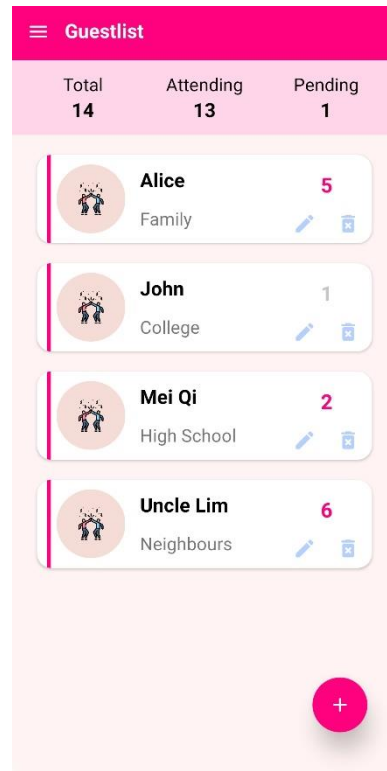 Guestlist
Total Attending Pending
14 13 1
Alice 5
Family
John 1
College
Mei Qi 2
High School
Uncle Lim 6
Neighbours
+